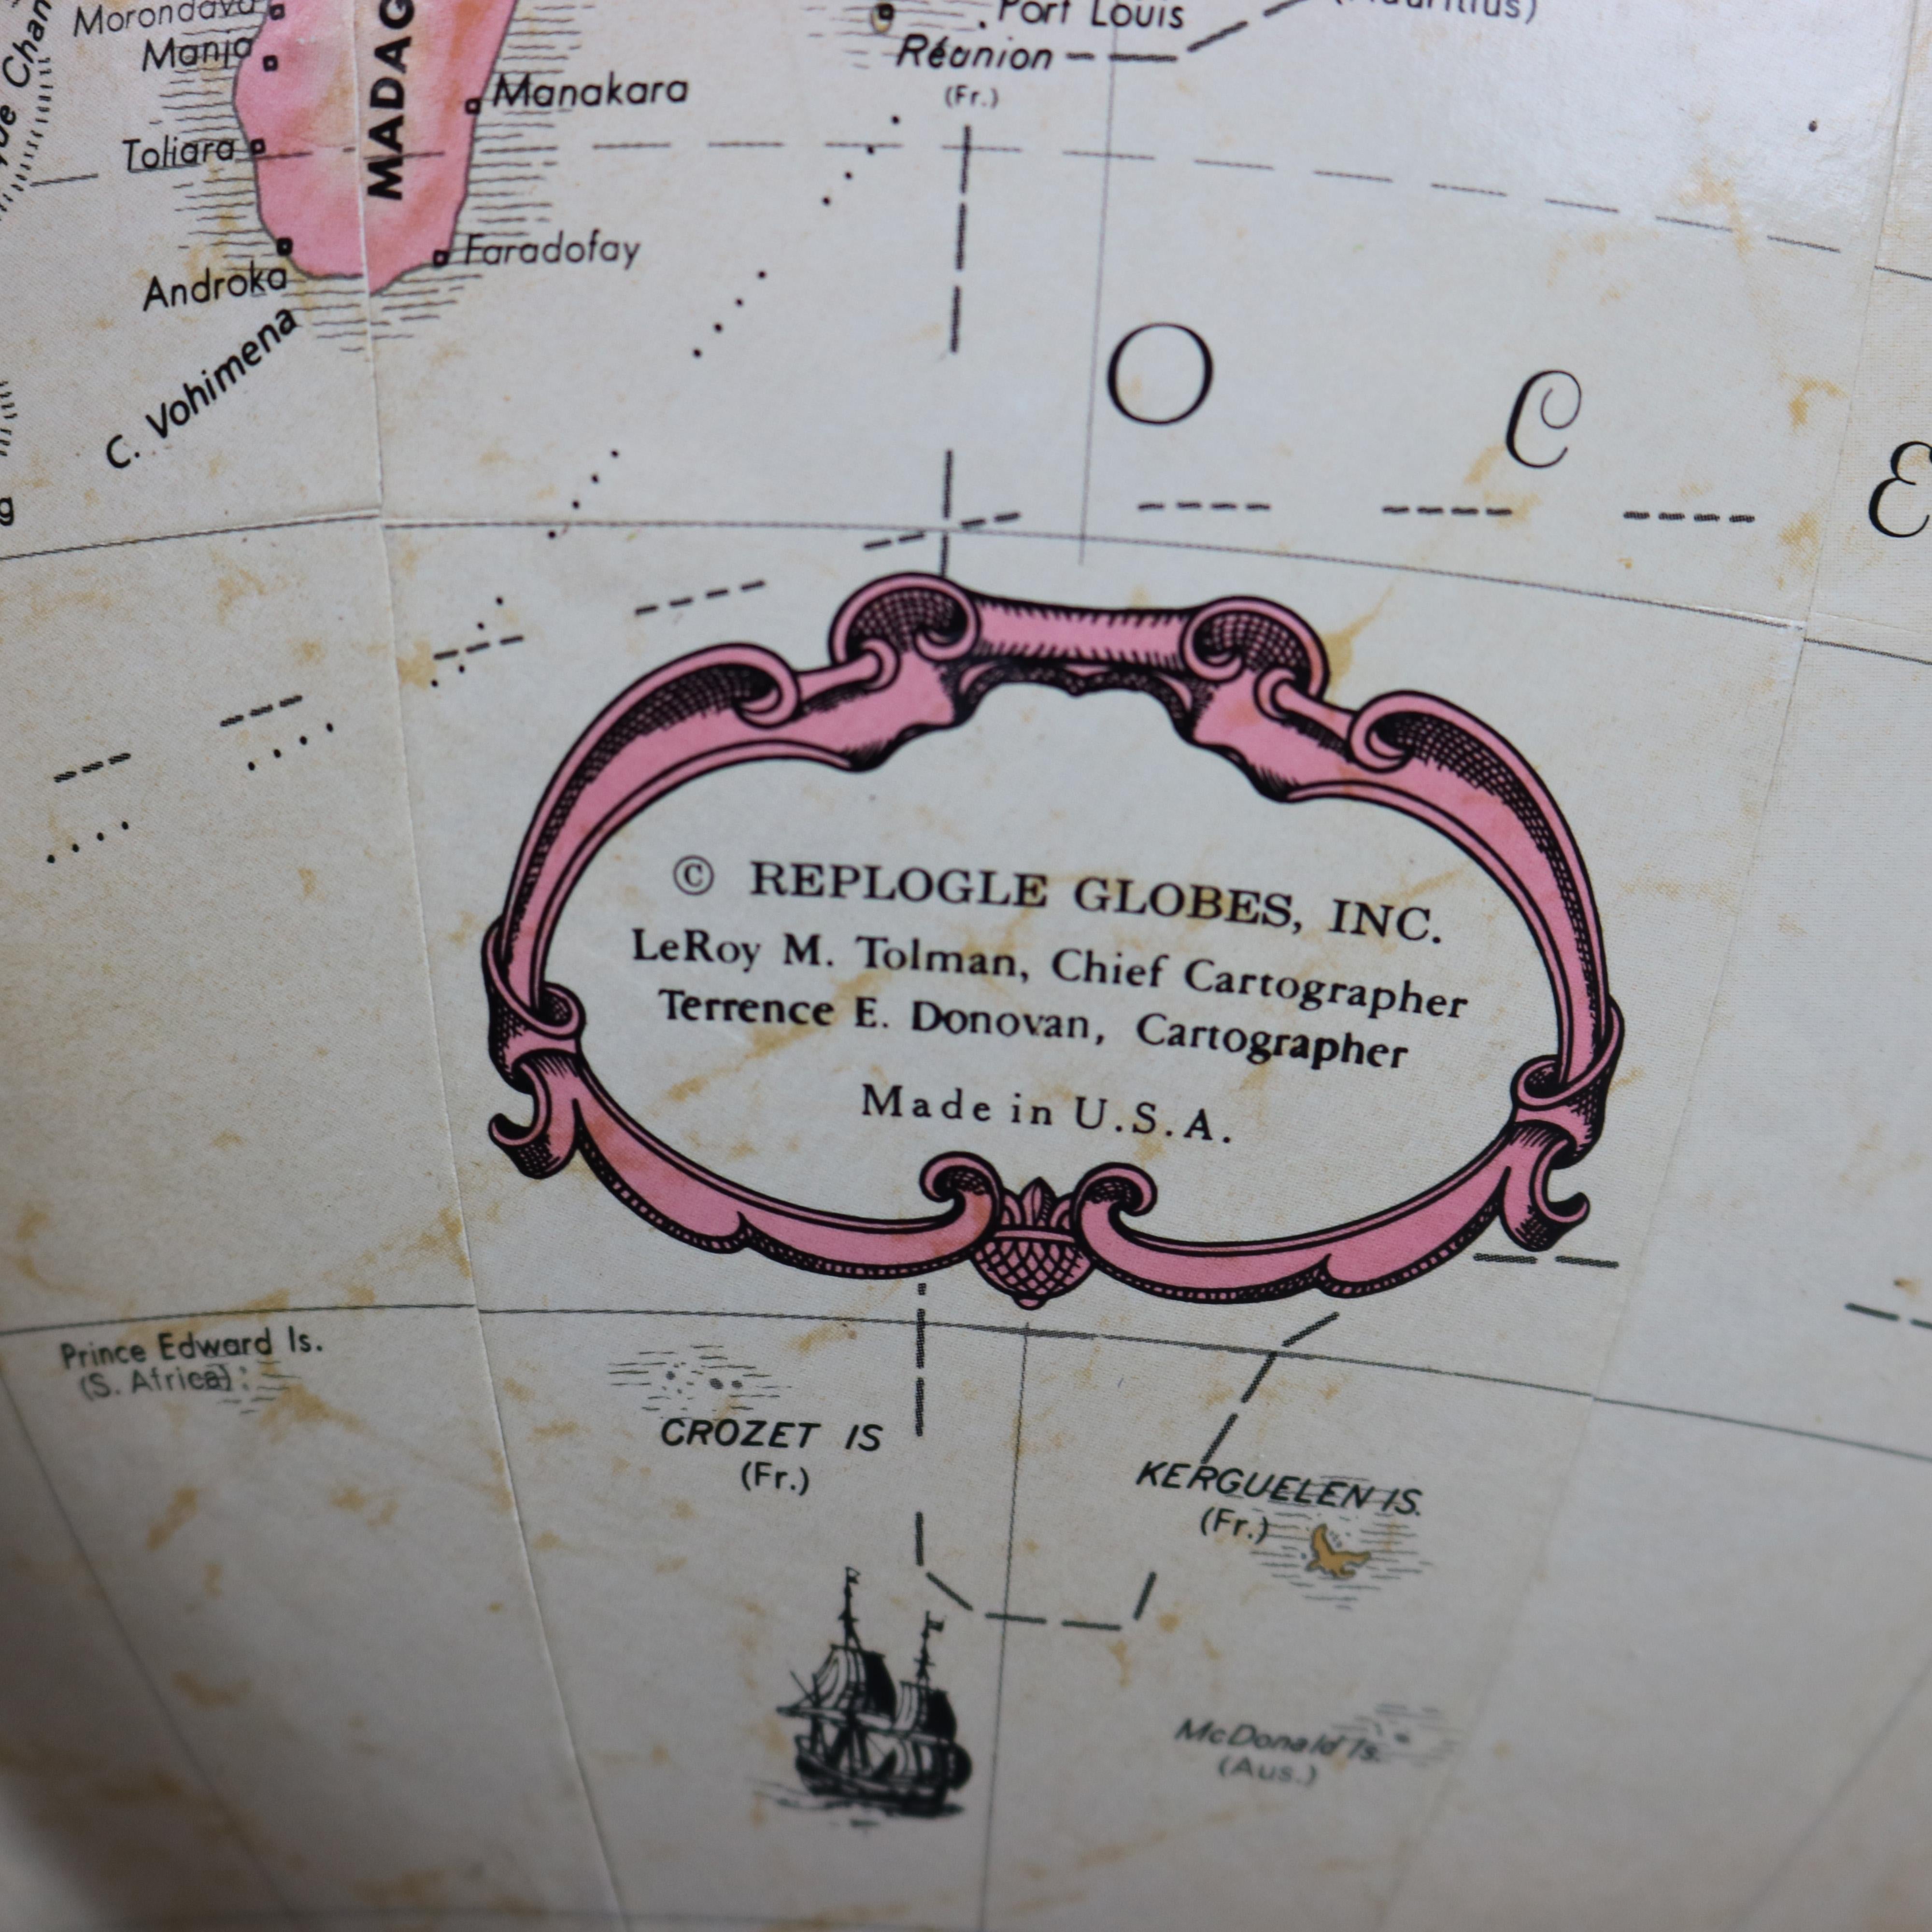 Morondava
Manja
MADAG
Port Louis
Réunion
(Fr.)
Manakara
Toliara
Faradofay
Androka
C. Vohimena
O C E
g
© REPLOGLE GLOBES, INC.
LeRoy M. Tolman, Chief Cartographer
Terrence E. Donovan, Cartographer
Made in U.S.A.
Prince Edward Is.
(S. Africa)
CROZET IS
(Fr.)
KERGUELEN IS.
(Fr.)
McDonald Is.
(Aus.)